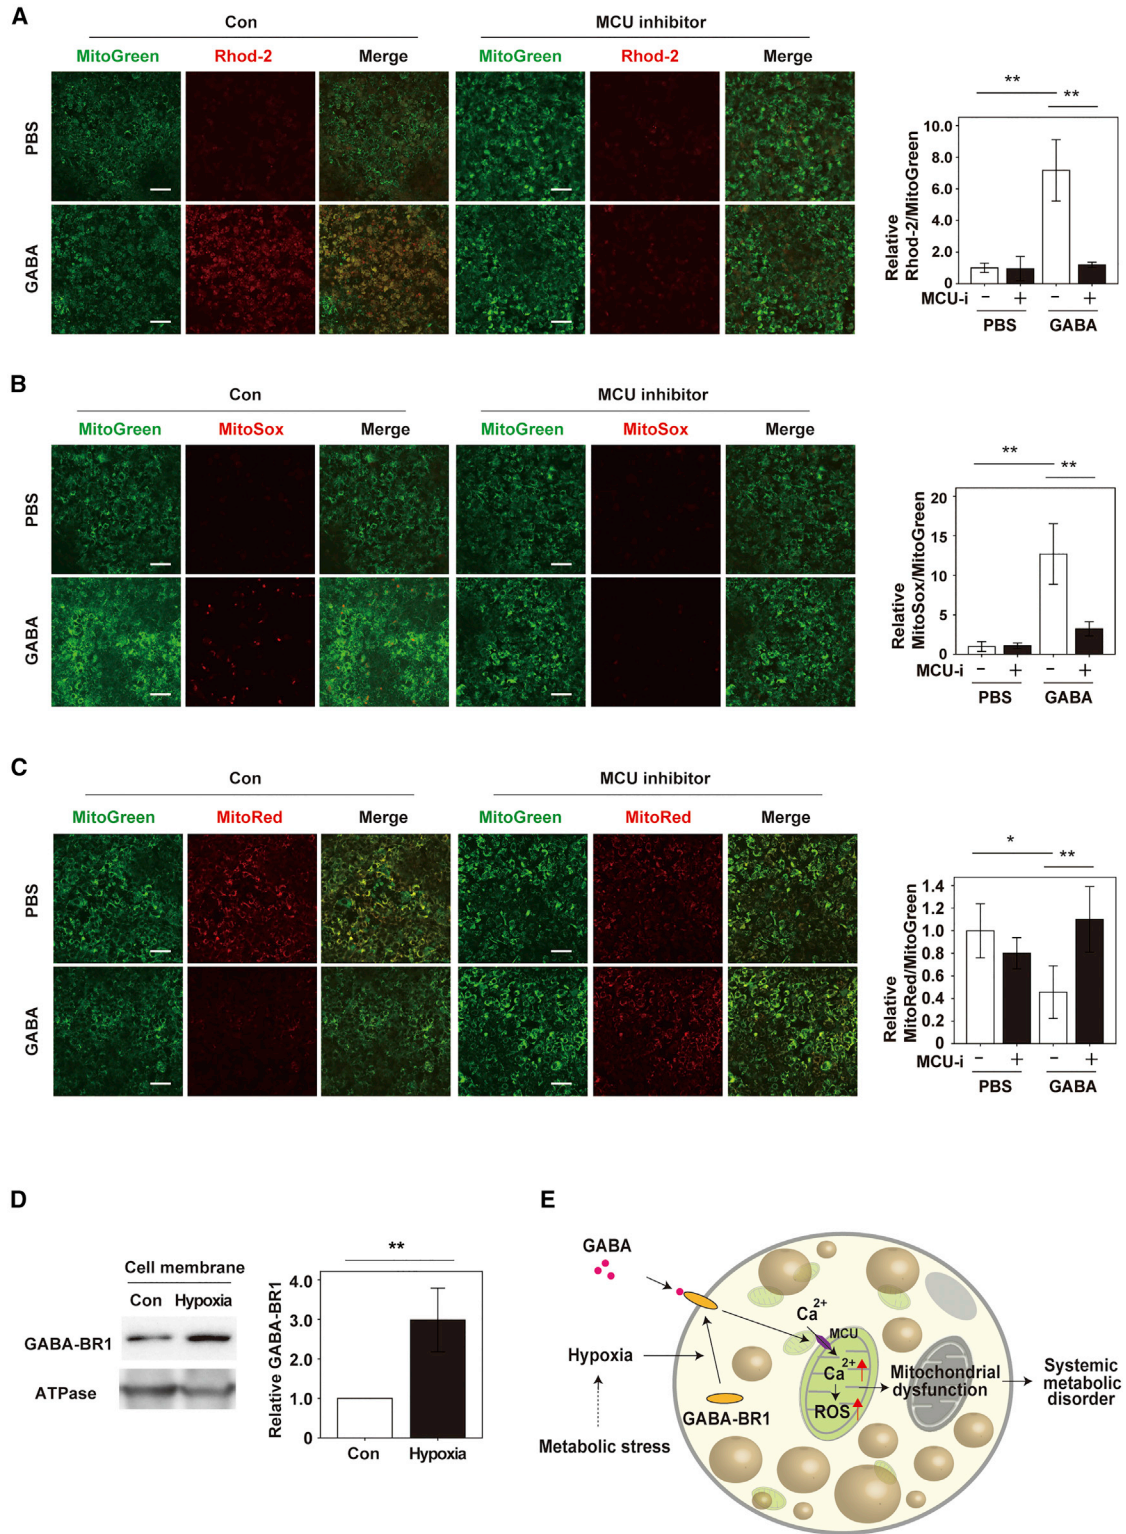 A
Con
MCU inhibitor
MitoGreen Rhod-2 Merge MitoGreen Rhod-2 Merge
PBS
GABA
Relative
Rhod-2/MitoGreen
** **
10.0
8.0
6.0
4.0
2.0
0
MCU-i − + − +
PBS GABA
B
Con
MCU inhibitor
MitoGreen MitoSox Merge MitoGreen MitoSox Merge
PBS
GABA
Relative
MitoSox/MitoGreen
** **
20
15
10
5
0
MCU-i − + − +
PBS GABA
C
Con
MCU inhibitor
MitoGreen MitoRed Merge MitoGreen MitoRed Merge
PBS
GABA
Relative
MitoRed/MitoGreen
* **
1.4
1.2
1.0
0.8
0.6
0.4
0.2
0
MCU-i − + − +
PBS GABA
D
Cell membrane
Con Hypoxia
GABA-BR1
ATPase
Relative GABA-BR1
**
4.0
3.0
2.0
1.0
0
Con Hypoxia
E
GABA
Hypoxia
Metabolic stress
GABA-BR1
Ca2+
MCU
Ca2+
ROS
Mitochondrial
dysfunction
Systemic
metabolic
disorder